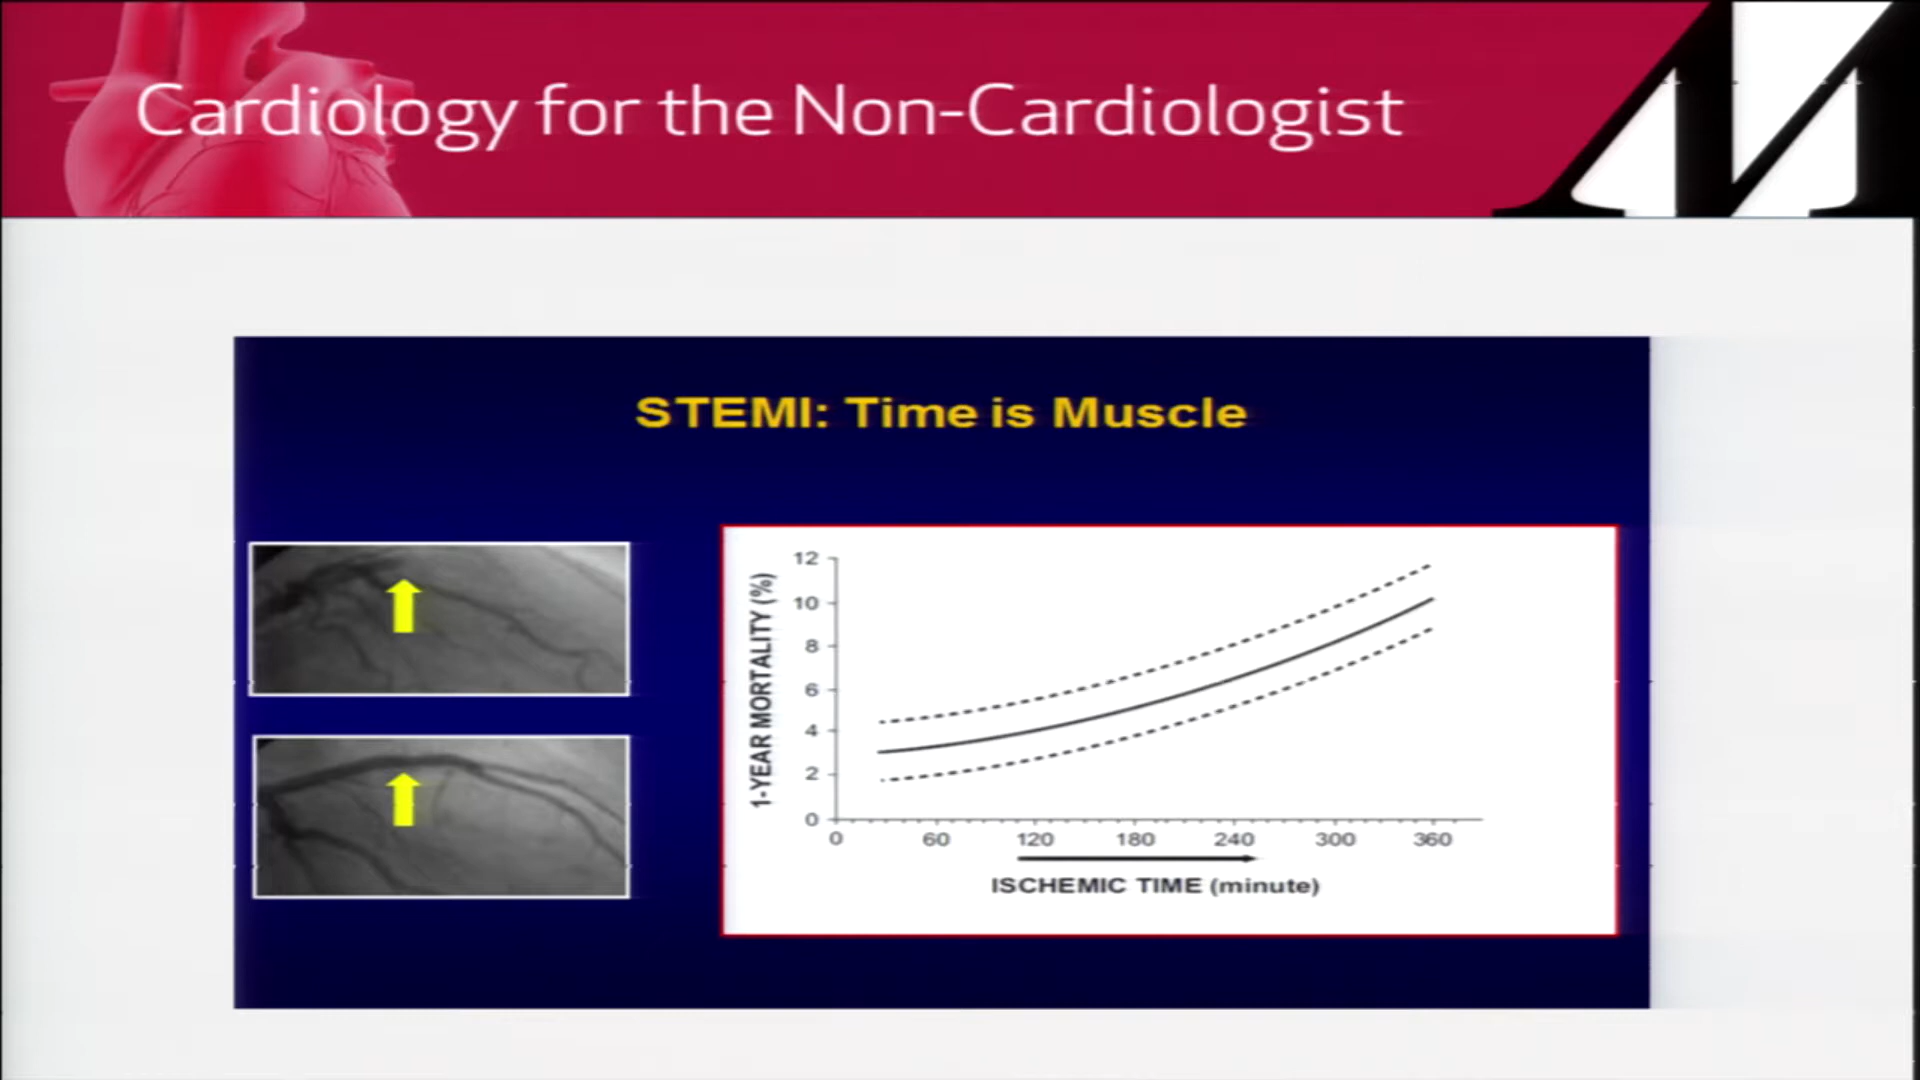 Cardiology for the Non-Cardiologist
M
STEMI: Time is Muscle
1-YEAR MORTALITY (%)
12
10
8
6
4
2
0
0 60 120 180 240 300 360
ISCHEMIC TIME (minute)